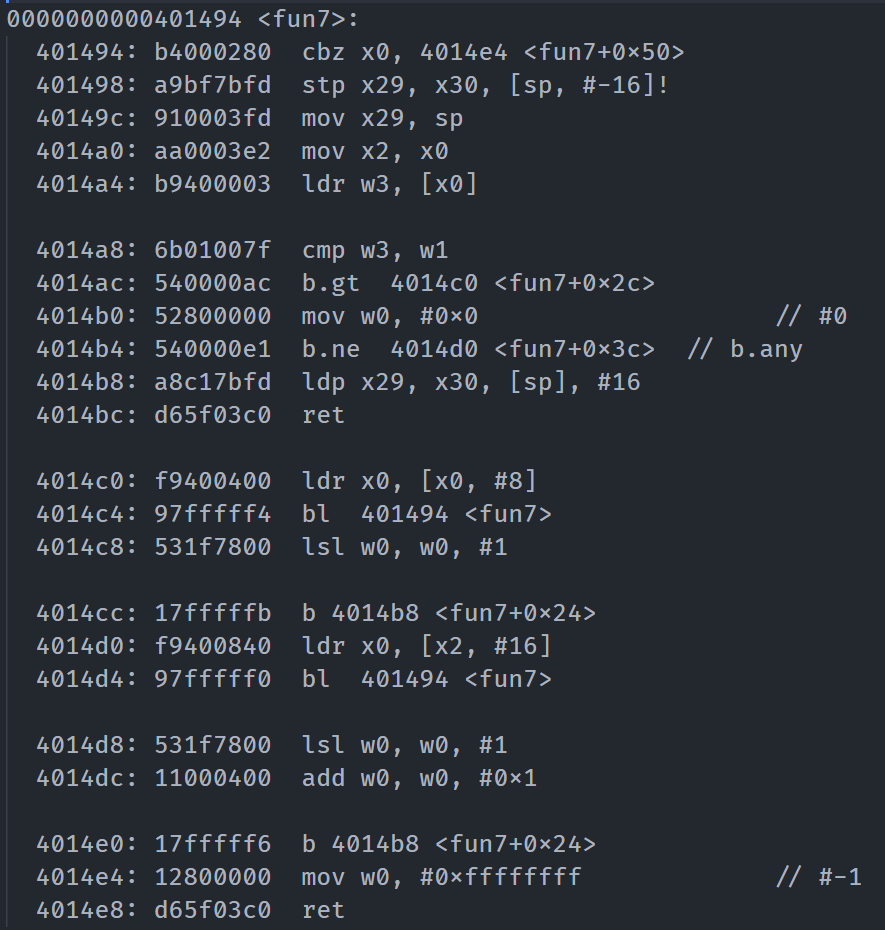 0000000000401494 <fun7>:
401494: b4000280 cbz x0, 4014e4 <fun7+0×50>
401498: a9bf7bfd stp x29, x30, [sp, #-16]!
40149c: 910003fd mov x29, sp
4014a0: aa0003e2 mov x2, x0
4014a4: b9400003 ldr w3, [x0]
4014a8: 6b01007f cmp w3, w1
4014ac: 540000ac b.gt 4014c0 <fun7+0×2c>
4014b0: 52800000 mov w0, #0×0 // #0
4014b4: 540000e1 b.ne 4014d0 <fun7+0×3c> // b.any
4014b8: a8c17bfd ldp x29, x30, [sp], #16
4014bc: d65f03c0 ret
4014c0: f9400400 ldr x0, [x0, #8]
4014c4: 97fffff4 bl 401494 <fun7>
4014c8: 531f7800 lsl w0, w0, #1
4014cc: 17fffffb b 4014b8 <fun7+0×24>
4014d0: f9400840 ldr x0, [x2, #16]
4014d4: 97fffff0 bl 401494 <fun7>
4014d8: 531f7800 lsl w0, w0, #1
4014dc: 11000400 add w0, w0, #0×1
4014e0: 17fffff6 b 4014b8 <fun7+0×24>
4014e4: 12800000 mov w0, #0×ffffffff // #-1
4014e8: d65f03c0 ret